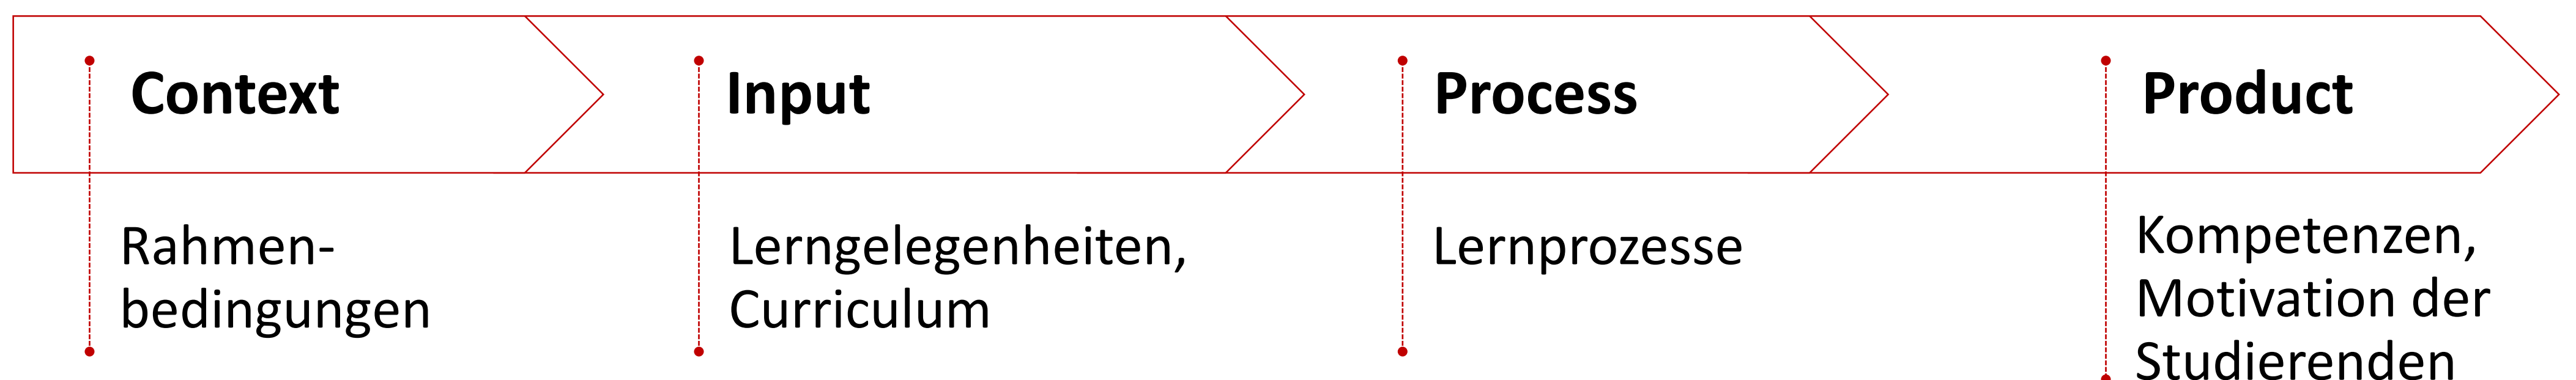 Context
Input
Process
Product
Rahmen-
bedingungen
Lerngelegenheiten,
Curriculum
Lernprozesse
Kompetenzen,
Motivation der
Studierenden